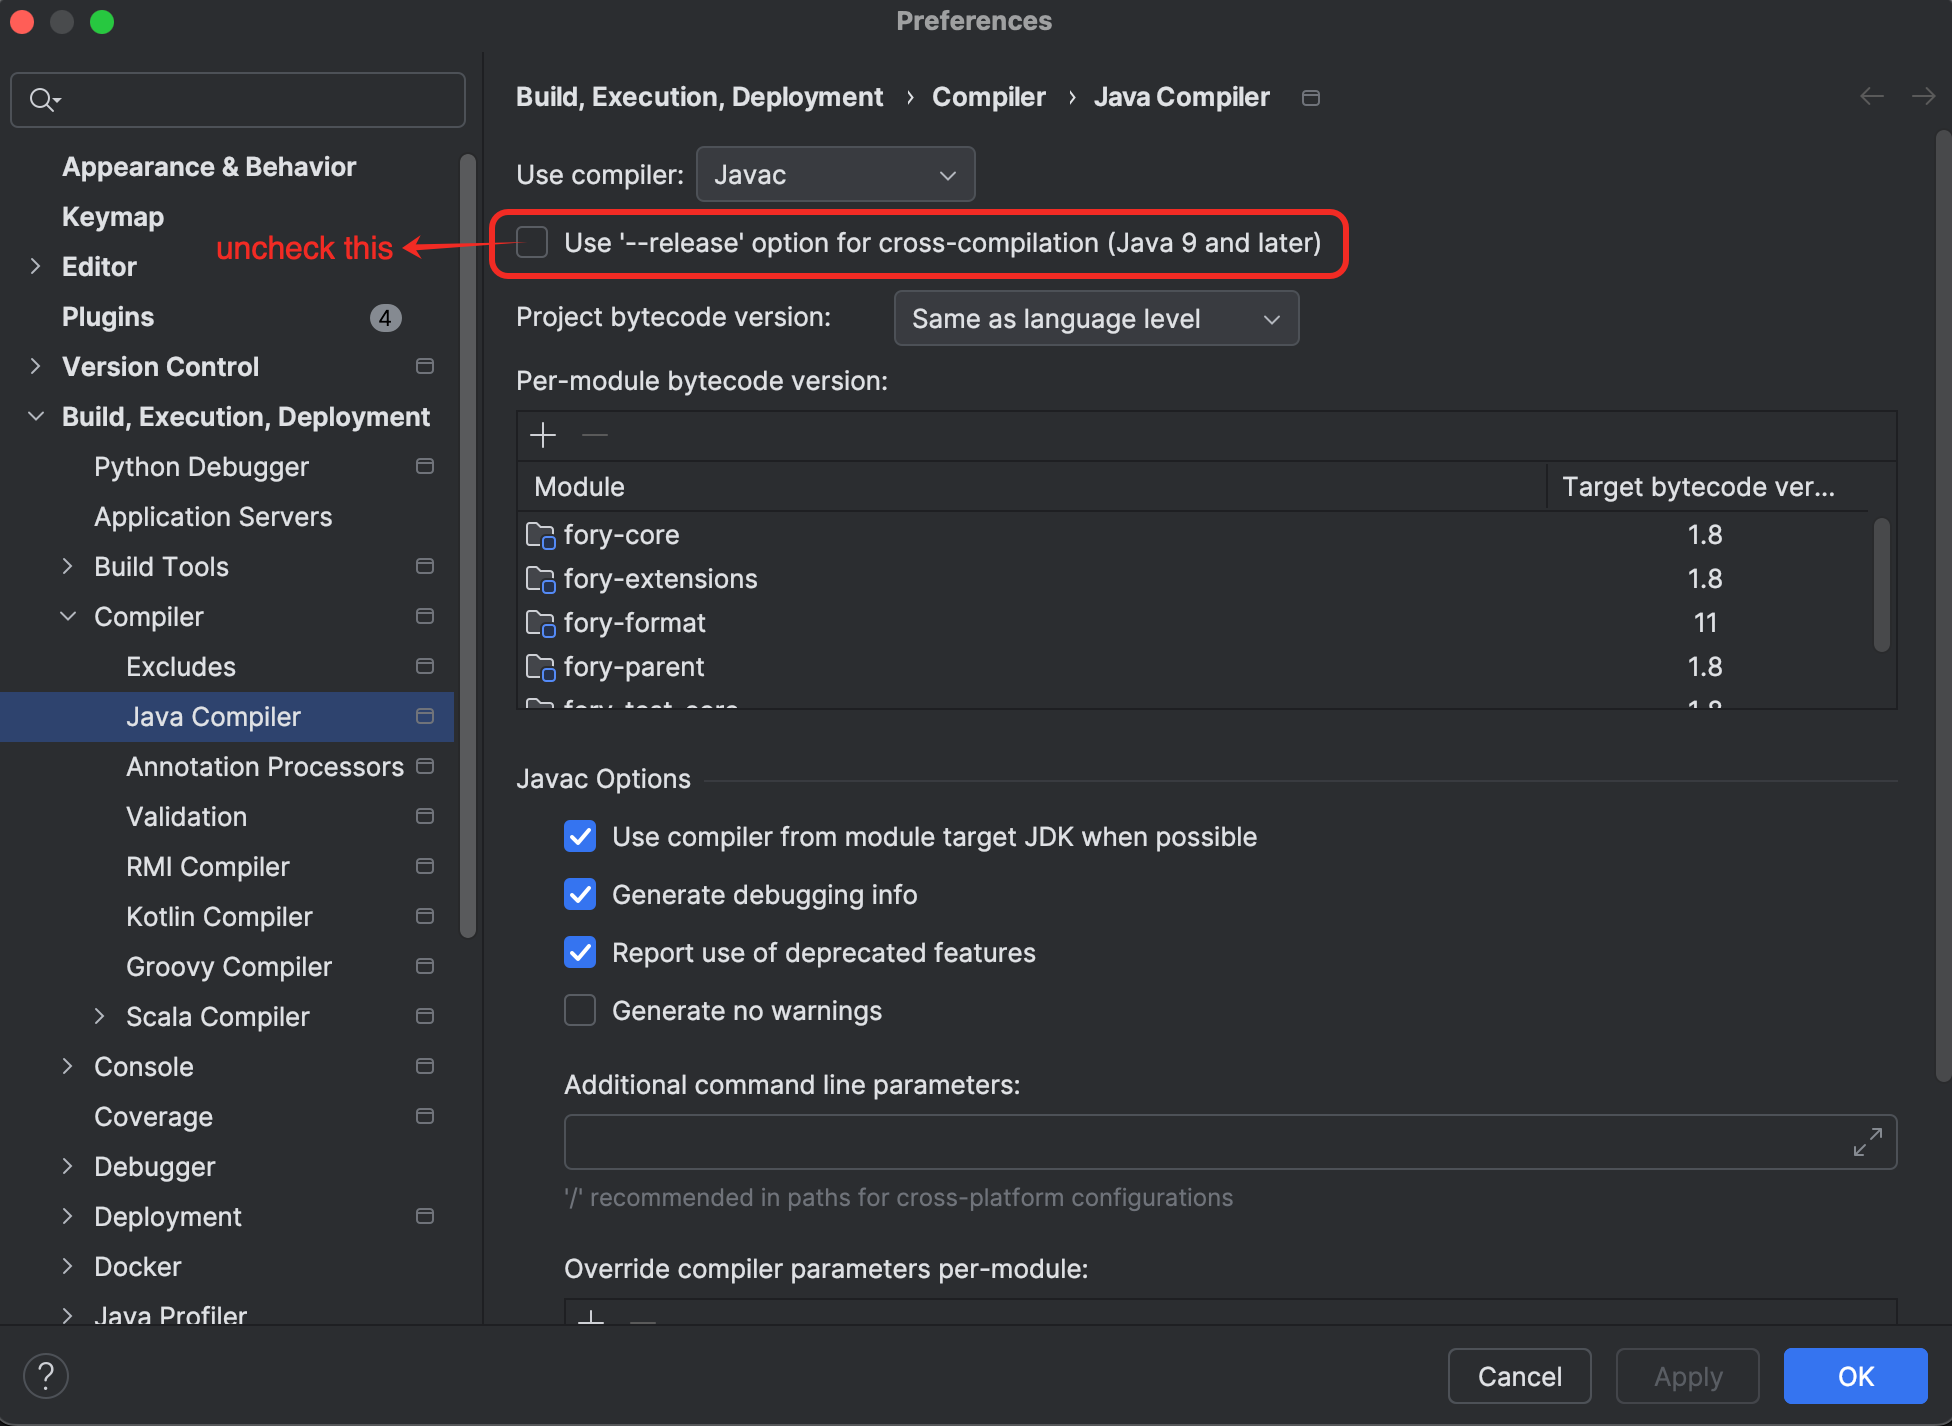 Preferences
Appearance & Behavior
Keymap
Editor
Plugins
4
Version Control
Build, Execution, Deployment
Python Debugger
Application Servers
Build Tools
Compiler
Excludes
Java Compiler
Annotation Processors
Validation
RMI Compiler
Kotlin Compiler
Groovy Compiler
Scala Compiler
Console
Coverage
Debugger
Deployment
Docker
Java Profiler
uncheck this
Build, Execution, Deployment › Compiler › Java Compiler
Use compiler: Javac
Use '--release' option for cross-compilation (Java 9 and later)
Project bytecode version: Same as language level
Per-module bytecode version:
Module Target bytecode ver...
fory-core 1.8
fory-extensions 1.8
fory-format 11
fory-parent 1.8
fory-test-core 1.8
Javac Options
Use compiler from module target JDK when possible
Generate debugging info
Report use of deprecated features
Generate no warnings
Additional command line parameters:
'/' recommended in paths for cross-platform configurations
Override compiler parameters per-module:
?
Cancel Apply OK